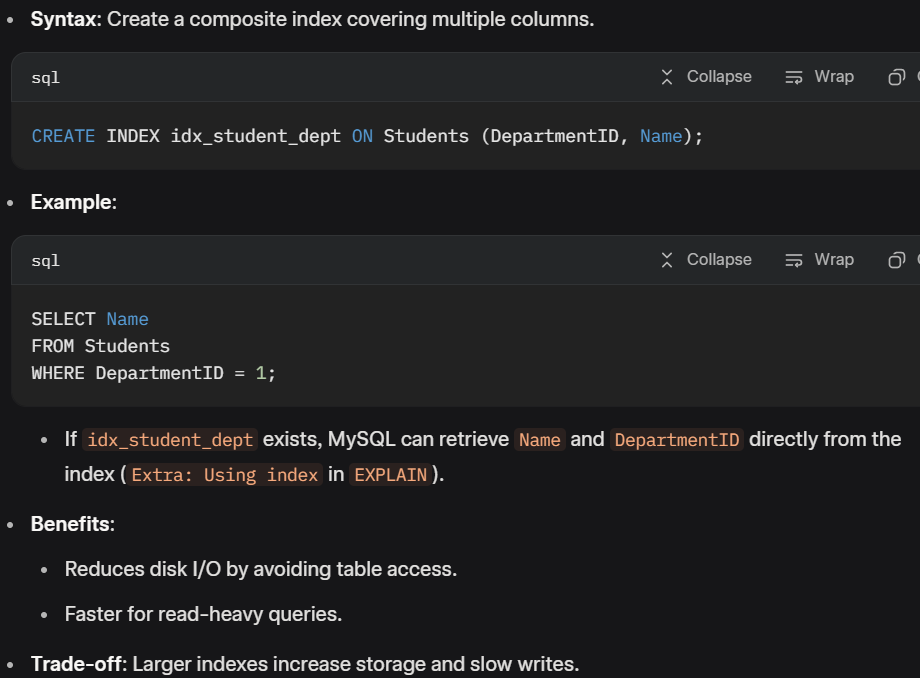 • Syntax: Create a composite index covering multiple columns.
sql Collapse Wrap
CREATE INDEX idx_student_dept ON Students (DepartmentID, Name);
• Example:
sql Collapse Wrap
SELECT Name
FROM Students
WHERE DepartmentID = 1;
• If idx_student_dept exists, MySQL can retrieve Name and DepartmentID directly from the
index (Extra: Using index in EXPLAIN).
• Benefits:
• Reduces disk I/O by avoiding table access.
• Faster for read-heavy queries.
• Trade-off: Larger indexes increase storage and slow writes.